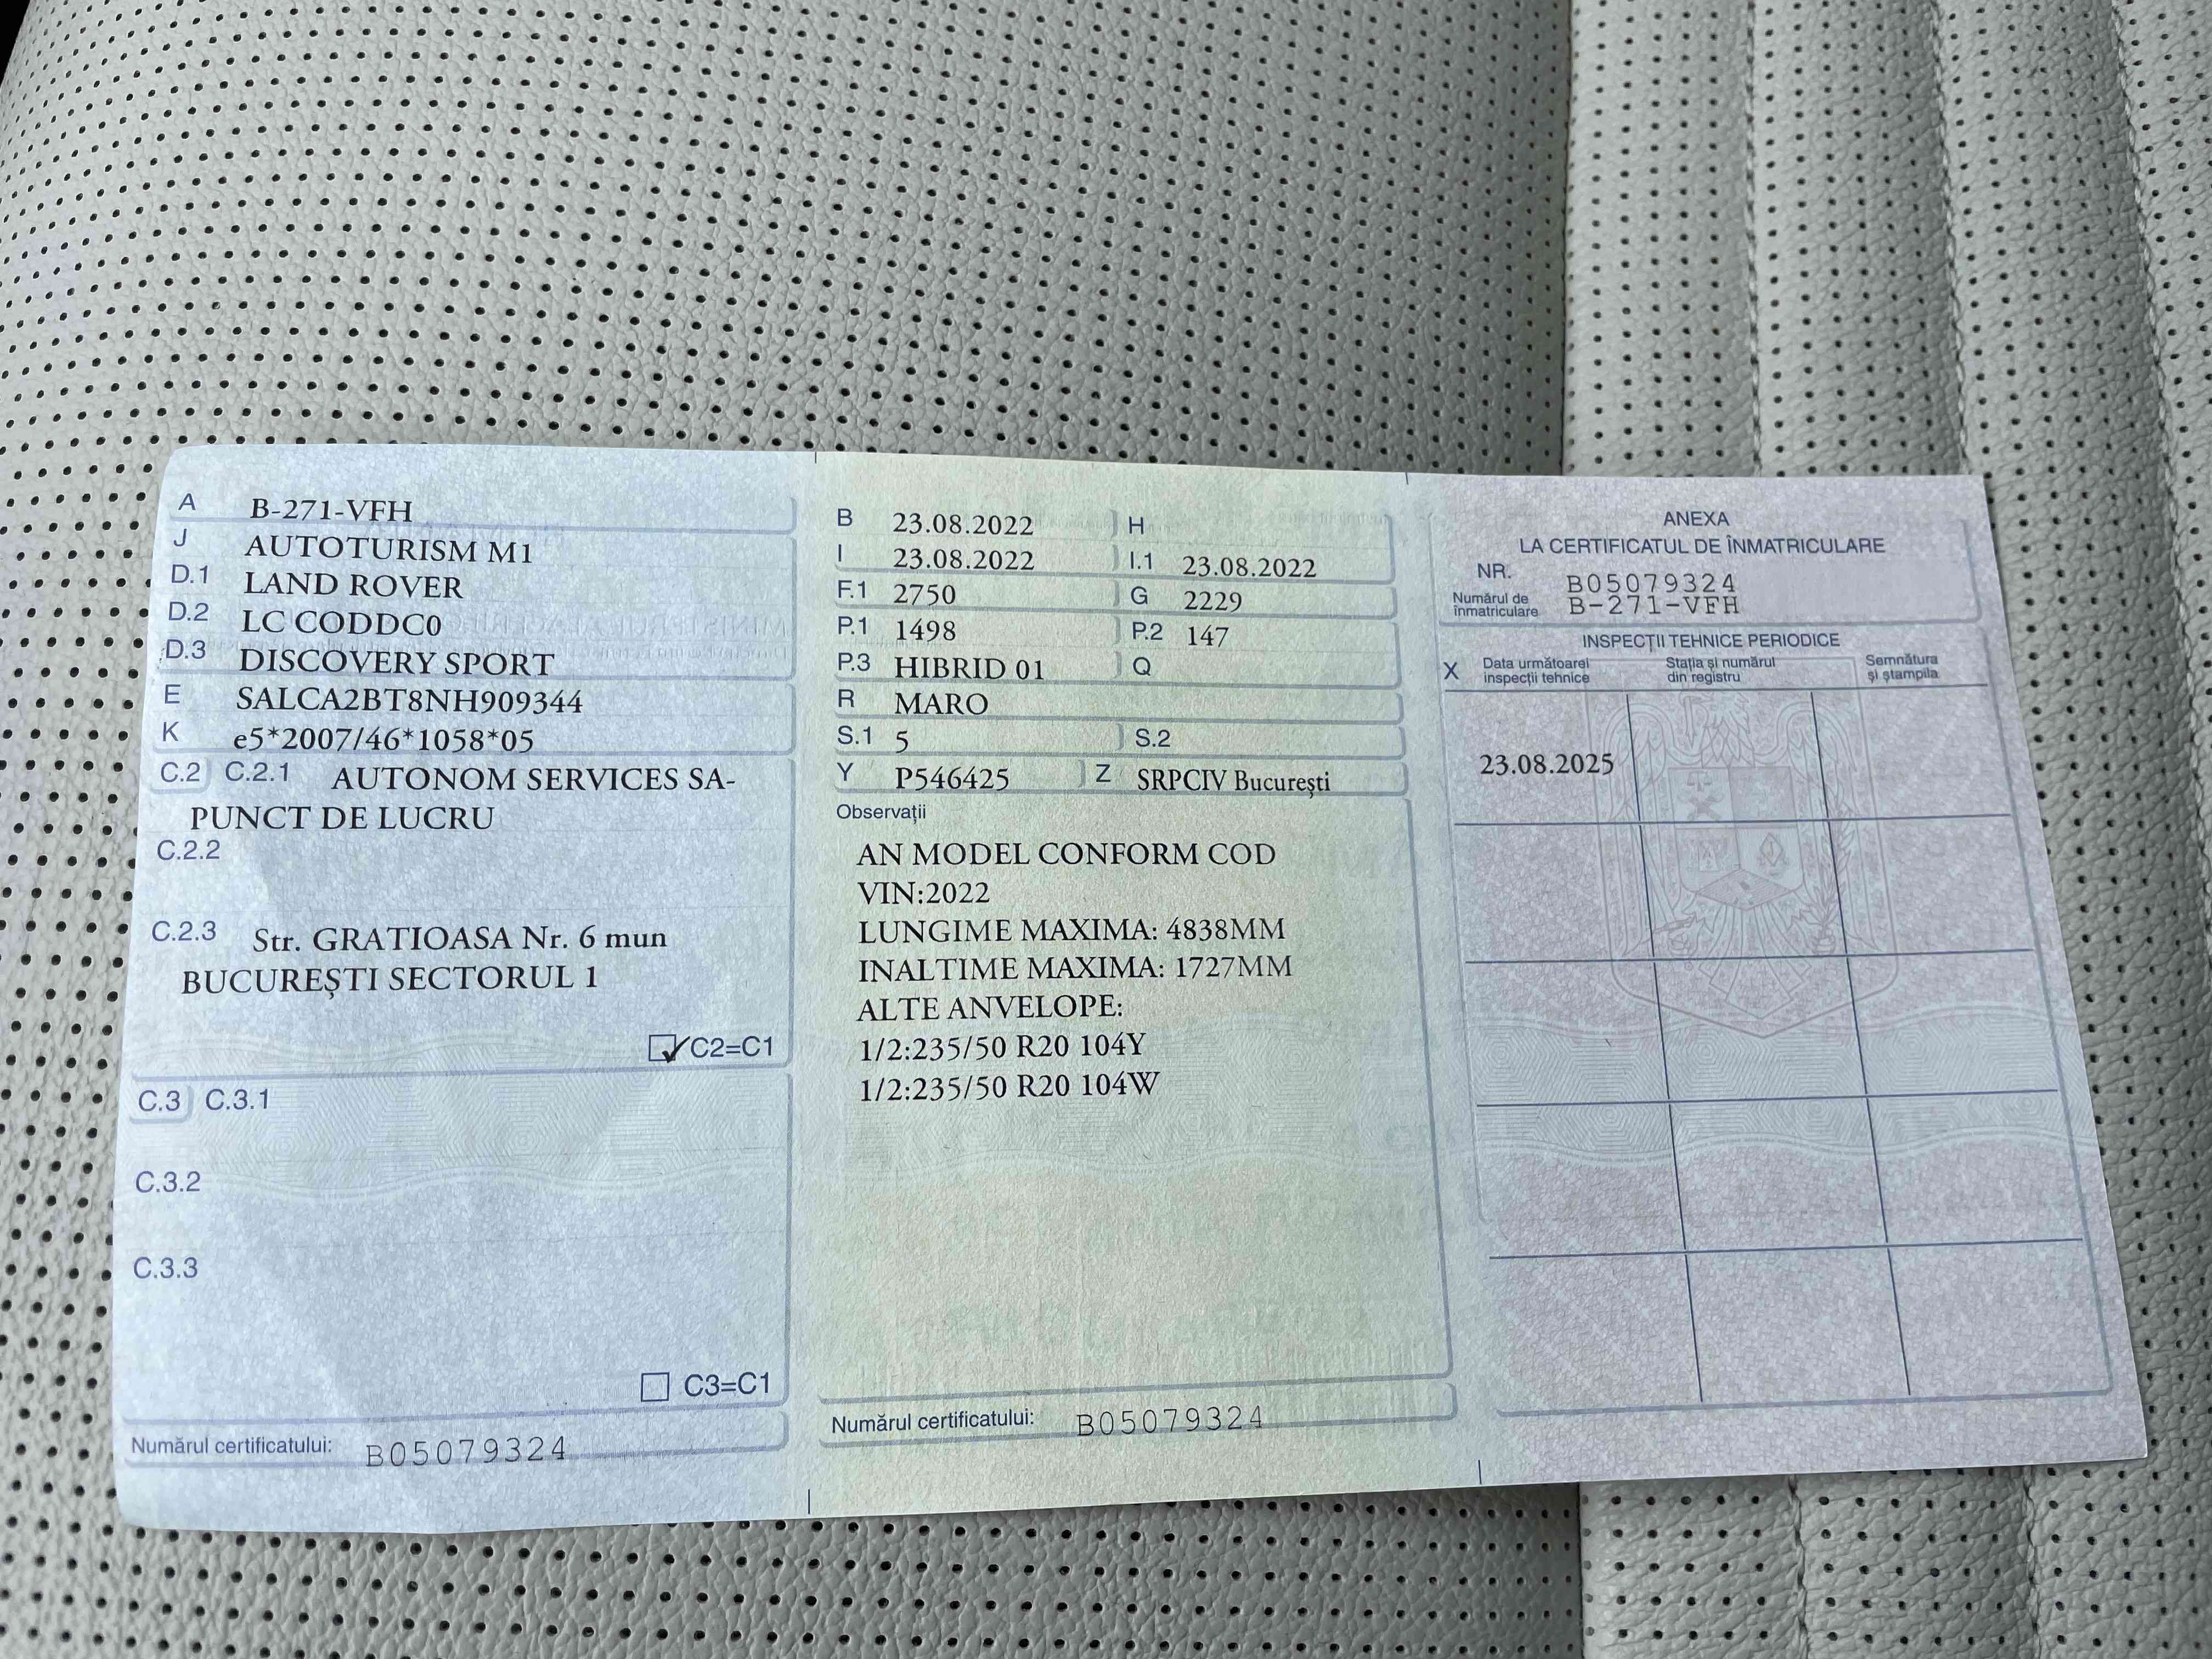 A B-271-VFH
J AUTOTURISM M1
D.1 LAND ROVER
D.2 LC CODDC0
D.3 DISCOVERY SPORT
E SALCA2BT8NH909344
K e5*2007/46*1058*05
C.2 C.2.1 AUTONOM SERVICES SA-
PUNCT DE LUCRU
C.2.2
C.2.3 Str. GRATIOASA Nr. 6 mun
BUCUREȘTI SECTORUL 1
C2=C1
C.3 C.3.1
C.3.2
C.3.3
C3=C1
Numărul certificatului: B05079324
B 23.08.2022 H
I 23.08.2022 I.1 23.08.2022
F.1 2750 G 2229
P.1 1498 P.2 147
P.3 HIBRID 01 Q
R MARO
S.1 5 S.2
Y P546425 Z SRPCIV București
Observații
AN MODEL CONFORM COD
VIN:2022
LUNGIME MAXIMA: 4838MM
INALTIME MAXIMA: 1727MM
ALTE ANVELOPE:
1/2:235/50 R20 104Y
1/2:235/50 R20 104W
Numărul certificatului: B05079324
ANEXA
LA CERTIFICATUL DE ÎNMATRICULARE
NR. B05079324
Numărul de
înmatriculare B-271-VFH
INSPECȚII TEHNICE PERIODICE
X Data următoarei
inspecții tehnice
Stația și numărul
din registru
Semnătura
și ștampila
23.08.2025